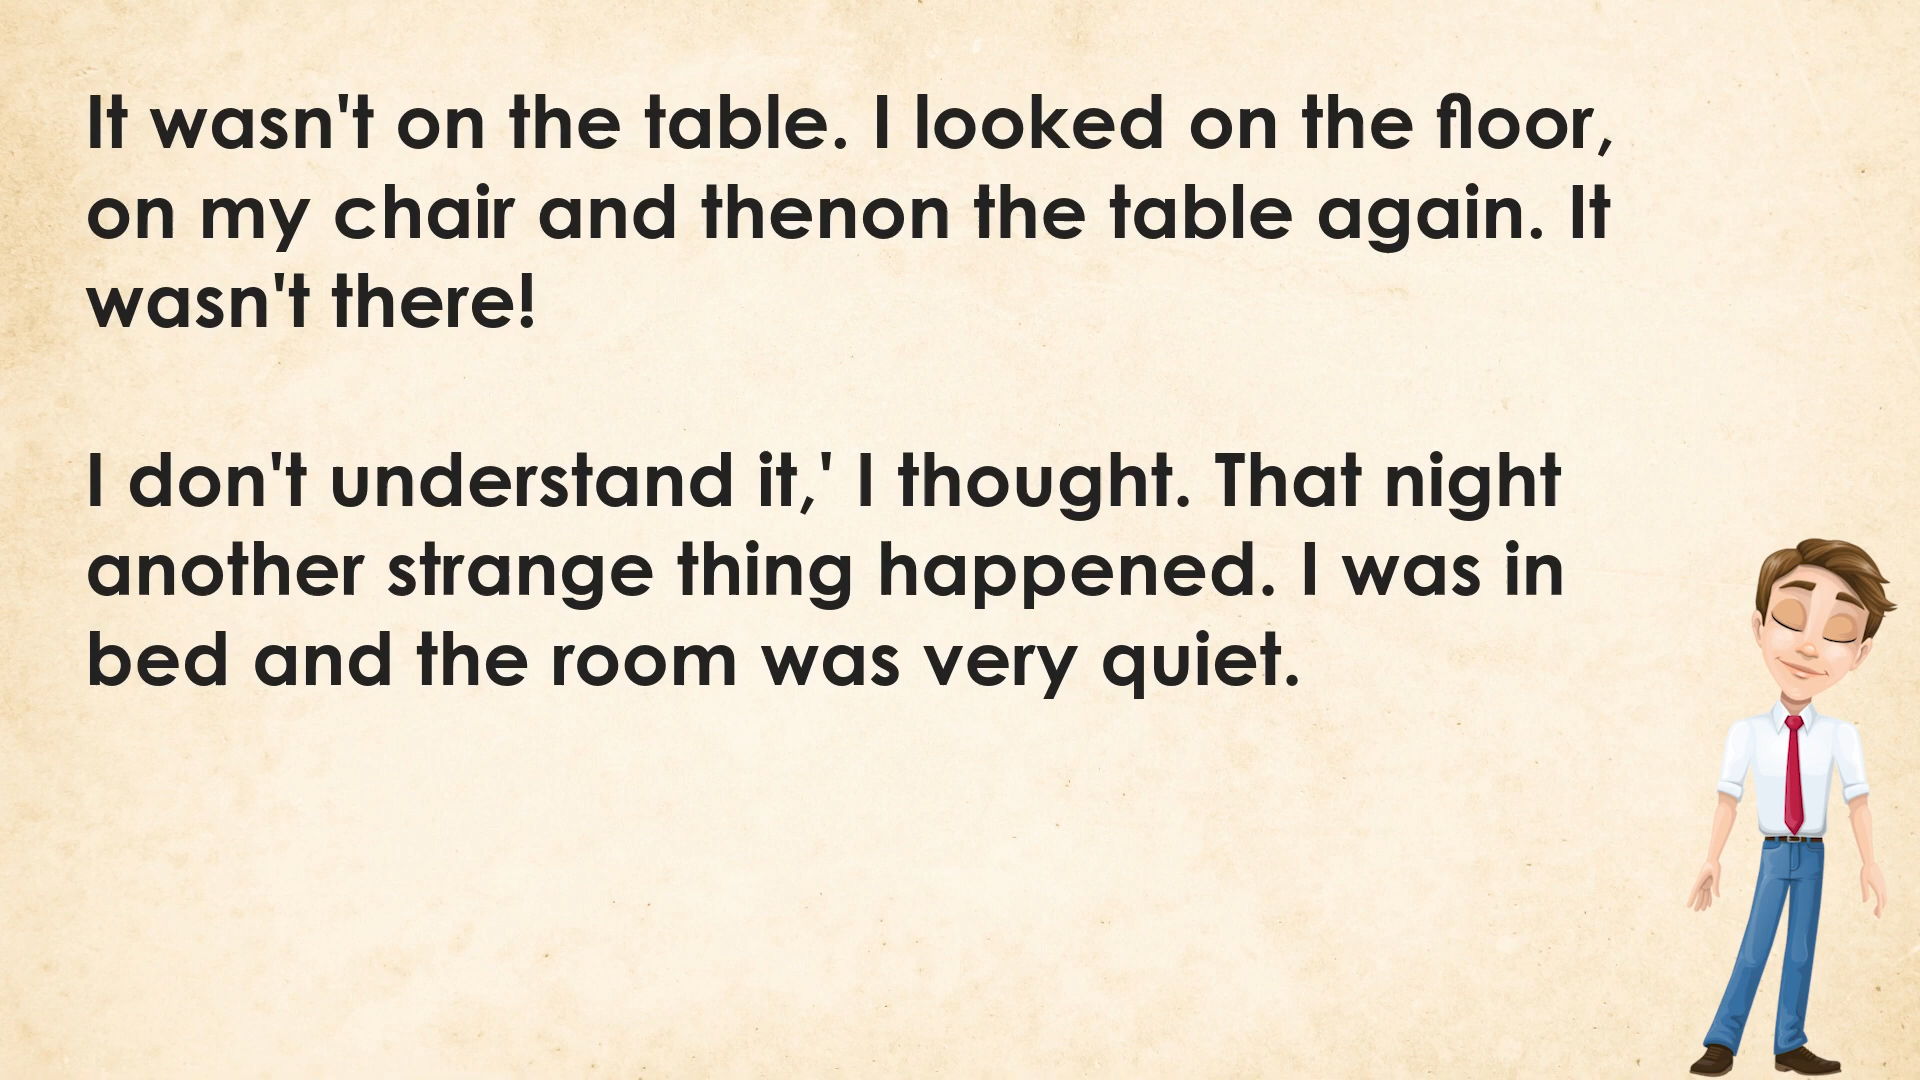 It wasn't on the table. I looked on the floor,
on my chair and thenon the table again. It
wasn't there!
I don't understand it,' I thought. That night
another strange thing happened. I was in
bed and the room was very quiet.